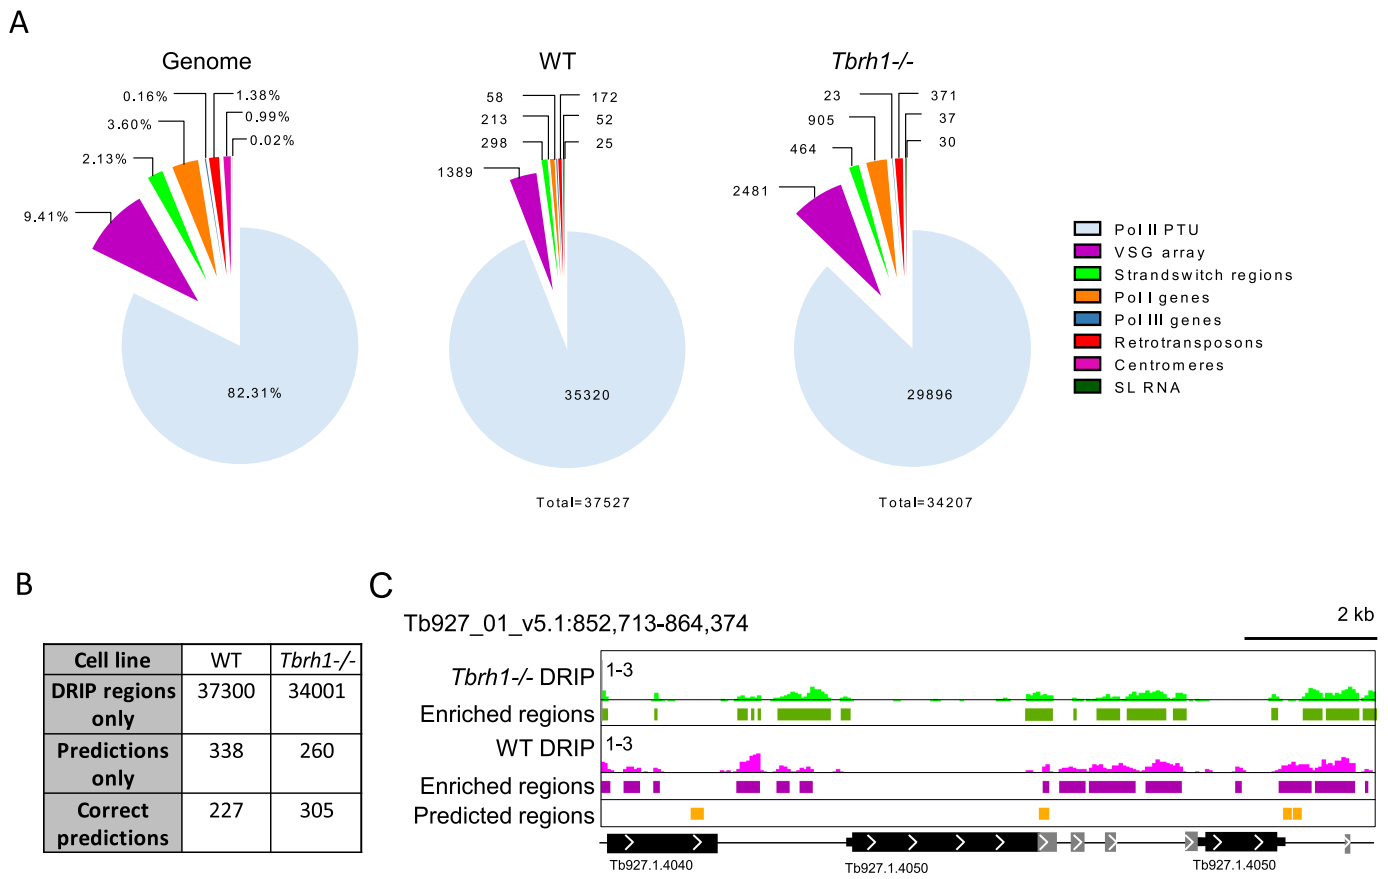 A
Genome
0.16%
1.38%
3.60%
0.99%
2.13%
0.02%
9.41%
82.31%
WT
58
172
213
52
298
25
1389
35320
Total=37527
Tbrh1-/-
23
371
905
37
464
30
2481
29896
Total=34207
Pol II PTU
VSG array
Strandswitch regions
Pol I genes
Pol III genes
Retrotransposons
Centromeres
SL RNA
B
Cell line WT Tbrh1-/-
DRIP regions only 37300 34001
Predictions only 338 260
Correct predictions 227 305
C
Tb927_01_v5.1:852,713-864,374
2 kb
Tbrh1-/- DRIP 1-3
Enriched regions
WT DRIP 1-3
Enriched regions
Predicted regions
Tb927.1.4040
Tb927.1.4050
Tb927.1.4050